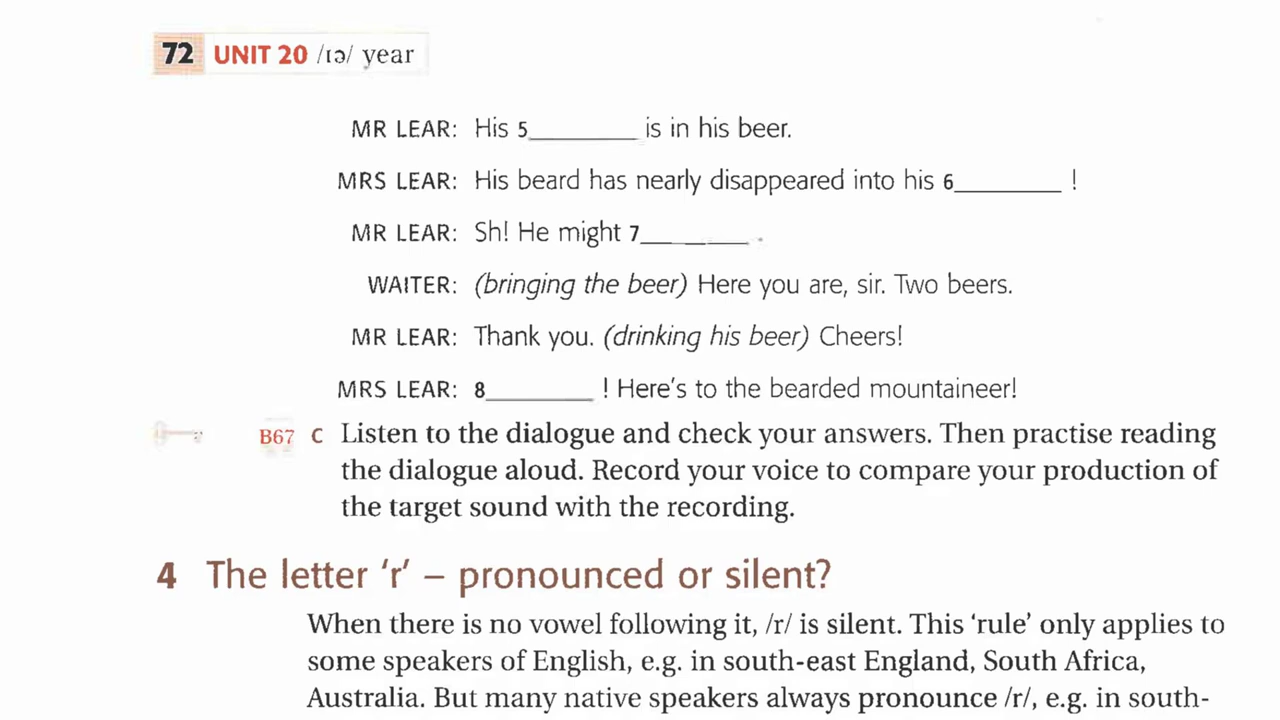 72 UNIT 20 /ɪə/ year
MR LEAR: His 5________ is in his beer.
MRS LEAR: His beard has nearly disappeared into his 6________ !
MR LEAR: Sh! He might 7________ .
WAITER: (bringing the beer) Here you are, sir. Two beers.
MR LEAR: Thank you. (drinking his beer) Cheers!
MRS LEAR: 8________ ! Here's to the bearded mountaineer!
B67 C Listen to the dialogue and check your answers. Then practise reading
the dialogue aloud. Record your voice to compare your production of
the target sound with the recording.
4 The letter 'r' – pronounced or silent?
When there is no vowel following it, /r/ is silent. This 'rule' only applies to
some speakers of English, e.g. in south-east England, South Africa,
Australia. But many native speakers always pronounce /r/, e.g. in south-